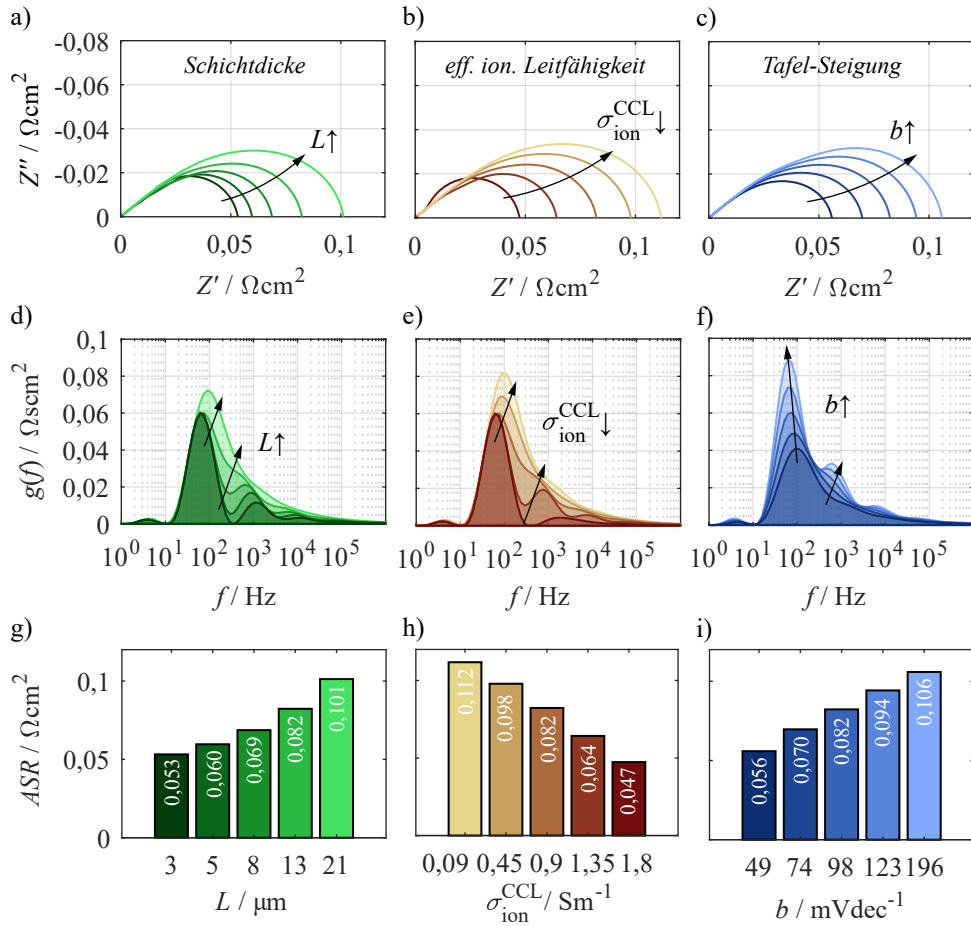 a)
b)
c)
-0,08
-0,06
-0,04
-0,02
0
Z'' / Ωcm²
Schichtdicke
L↑
eff. ion. Leitfähigkeit
σ_ion^CCL↓
Tafel-Steigung
b↑
0 0,05 0,1
0 0,05 0,1
0 0,05 0,1
Z' / Ωcm²
Z' / Ωcm²
Z' / Ωcm²
d)
e)
f)
0,1
0,08
0,06
0,04
0,02
0
g(f) / Ωscm²
L↑
σ_ion^CCL↓
b↑
10⁰ 10¹ 10² 10³ 10⁴ 10⁵
10⁰ 10¹ 10² 10³ 10⁴ 10⁵
10⁰ 10¹ 10² 10³ 10⁴ 10⁵
f / Hz
f / Hz
f / Hz
g)
h)
i)
0,1
0,05
0
ASR / Ωcm²
0,053
0,060
0,069
0,082
0,101
0,112
0,098
0,082
0,064
0,047
0,056
0,070
0,082
0,094
0,106
3 5 8 13 21
0,09 0,45 0,9 1,35 1,8
49 74 98 123 196
L / µm
σ_ion^CCL / Sm⁻¹
b / mVdec⁻¹